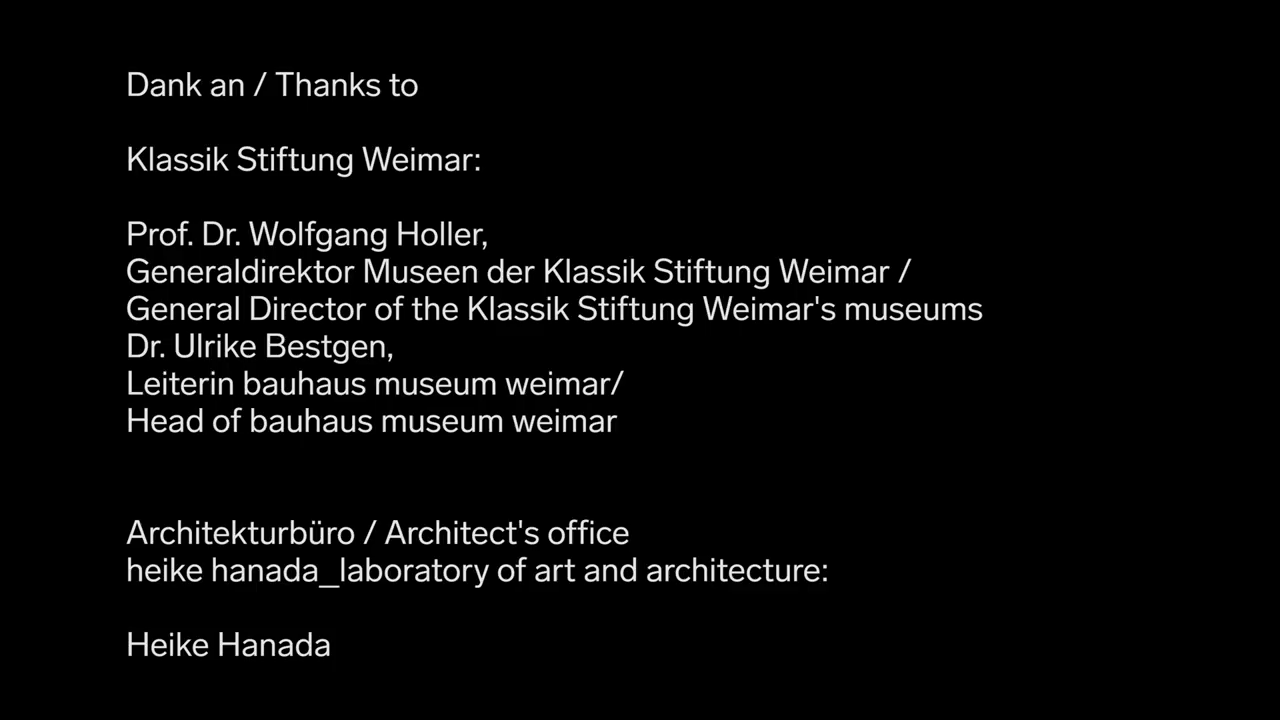 Dank an / Thanks to
Klassik Stiftung Weimar:
Prof. Dr. Wolfgang Holler,
Generaldirektor Museen der Klassik Stiftung Weimar /
General Director of the Klassik Stiftung Weimar's museums
Dr. Ulrike Bestgen,
Leiterin bauhaus museum weimar/
Head of bauhaus museum weimar
Architekturbüro / Architect's office
heike hanada_laboratory of art and architecture:
Heike Hanada